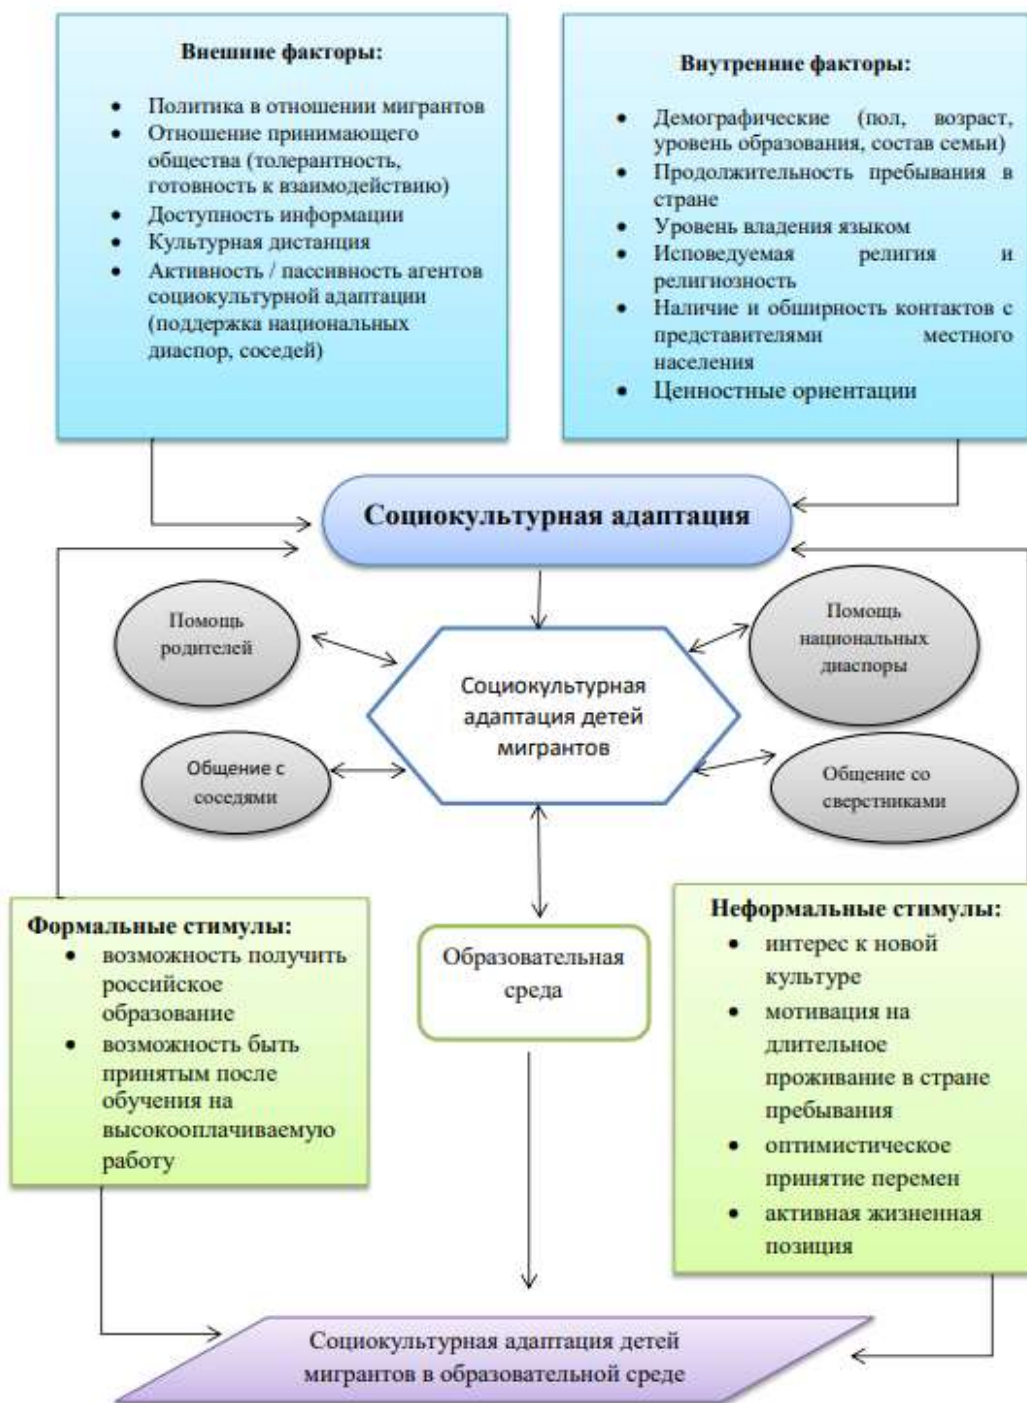 Внешние факторы:
Политика в отношении мигрантов
Отношение принимающего
общества (толерантность,
готовность к взаимодействию)
Доступность информации
Культурная дистанция
Активность / пассивность агентов
социокультурной адаптации
(поддержка национальных
диаспор, соседей)
Внутренние факторы:
Демографические (пол, возраст,
уровень образования, состав семьи)
Продолжительность пребывания в
стране
Уровень владения языком
Исповедуемая религия и
религиозность
Наличие и обширность контактов с
представителями местного
населения
Ценностные ориентации
Социокультурная адаптация
Помощь
родителей
Помощь
национальных
диаспоры
Социокультурная
адаптация детей
мигрантов
Общение с
соседями
Общение со
сверстниками
Формальные стимулы:
возможность получить
российское
образование
возможность быть
принятым после
обучения на
высокооплачиваемую
работу
Образовательная
среда
Неформальные стимулы:
интерес к новой
культуре
мотивация на
длительное
проживание в стране
пребывания
оптимистическое
принятие перемен
активная жизненная
позиция
Социокультурная адаптация детей
мигрантов в образовательной среде